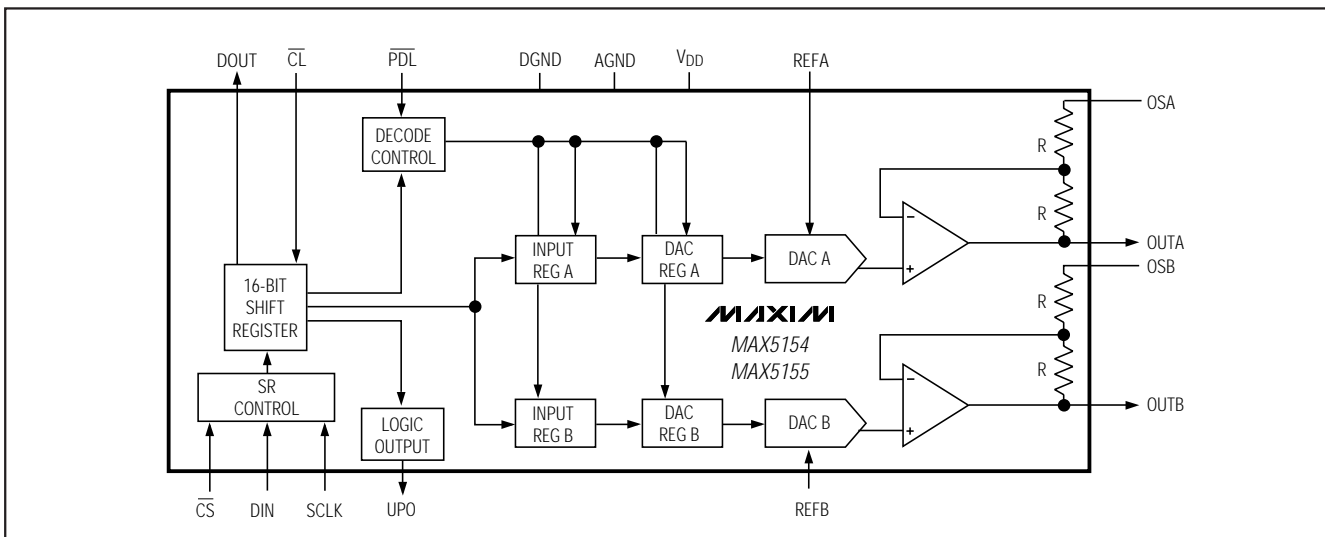 DOUT
CL
PDL
DGND
AGND
VDD
REFA
OSA
DECODE
CONTROL
R
R
16-BIT
SHIFT
REGISTER
INPUT
REG A
DAC
REG A
DAC A
−
+
OUTA
OSB
MAXIM
MAX5154
MAX5155
R
R
SR
CONTROL
LOGIC
OUTPUT
INPUT
REG B
DAC
REG B
DAC B
−
+
OUTB
CS
DIN
SCLK
UPO
REFB